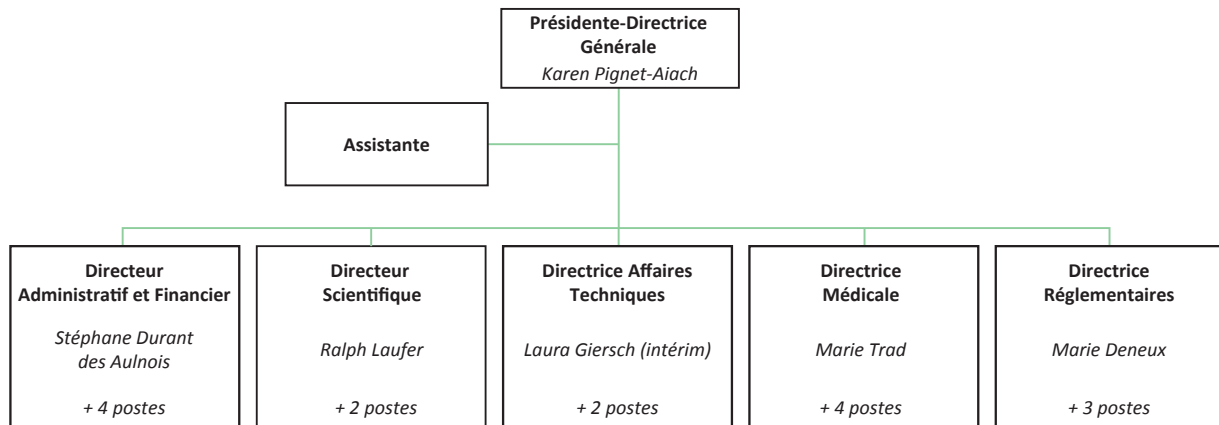 Présidente-Directrice
Générale
Karen Pignet-Aiach
Assistante
Directeur
Administratif et Financier
Stéphane Durant
des Aulnois
+ 4 postes
Directeur
Scientifique
Ralph Laufer
+ 2 postes
Directrice Affaires
Techniques
Laura Giersch (intérim)
+ 2 postes
Directrice
Médicale
Marie Trad
+ 4 postes
Directrice
Réglementaires
Marie Deneux
+ 3 postes